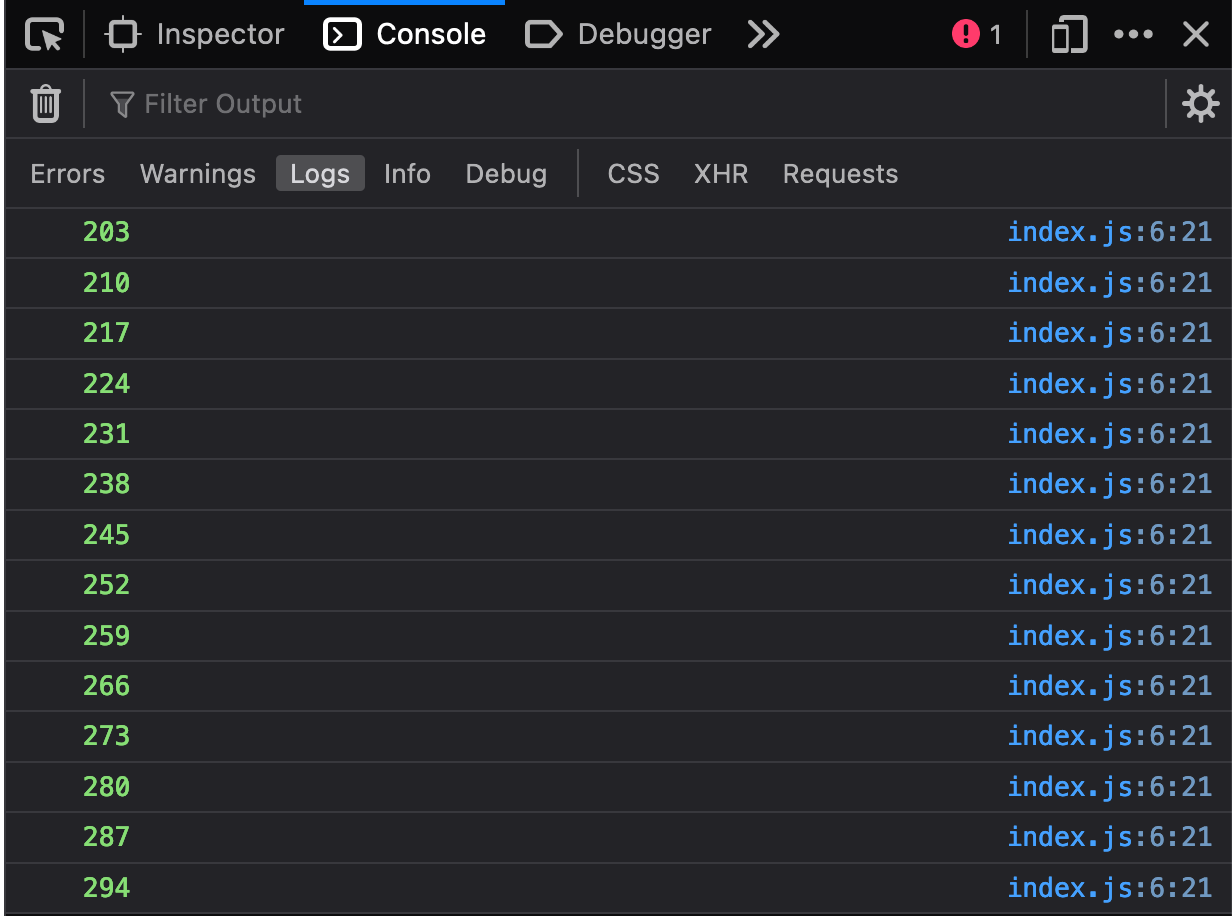 Inspector Console Debugger 1
Filter Output
Errors Warnings Logs Info Debug CSS XHR Requests
203 index.js:6:21
210 index.js:6:21
217 index.js:6:21
224 index.js:6:21
231 index.js:6:21
238 index.js:6:21
245 index.js:6:21
252 index.js:6:21
259 index.js:6:21
266 index.js:6:21
273 index.js:6:21
280 index.js:6:21
287 index.js:6:21
294 index.js:6:21